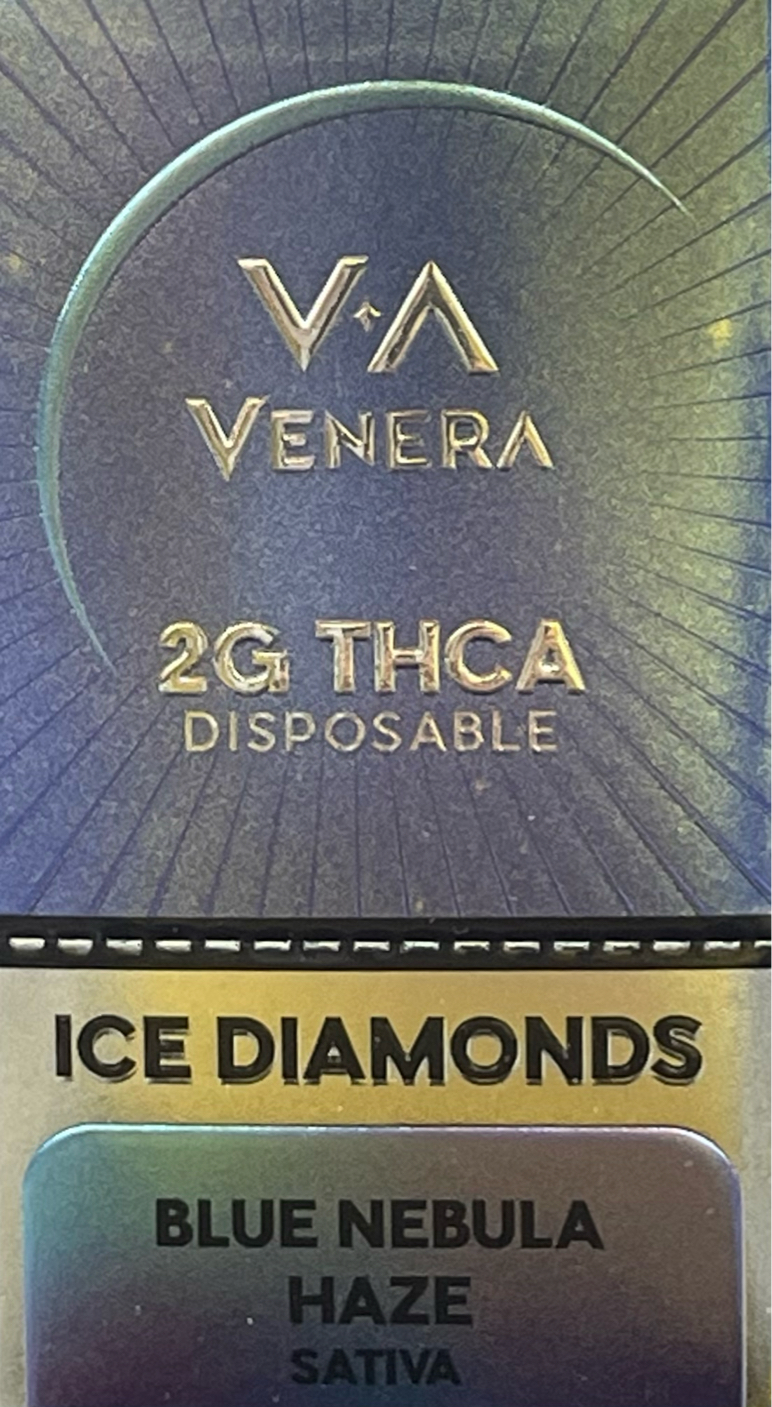 V·A
VENERA
2G THCA
DISPOSABLE
ICE DIAMONDS
BLUE NEBULA
HAZE
SATIVA